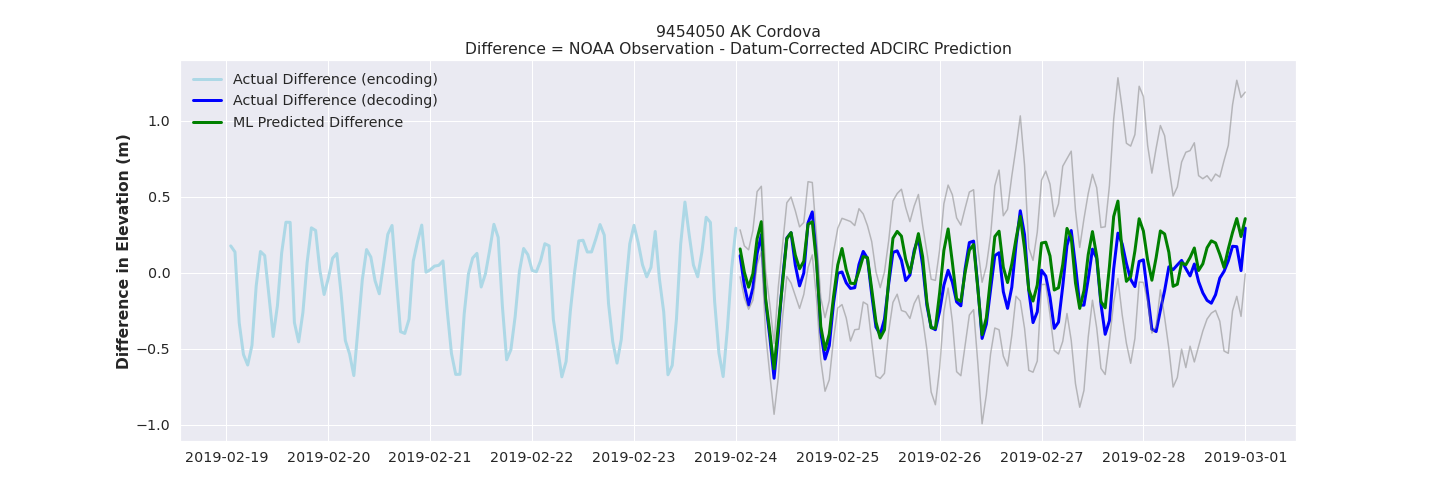 9454050 AK Cordova
Difference = NOAA Observation - Datum-Corrected ADCIRC Prediction
Actual Difference (encoding)
Actual Difference (decoding)
ML Predicted Difference
Difference in Elevation (m)
1.0
0.5
0.0
−0.5
−1.0
2019-02-19 2019-02-20 2019-02-21 2019-02-22 2019-02-23 2019-02-24 2019-02-25 2019-02-26 2019-02-27 2019-02-28 2019-03-01